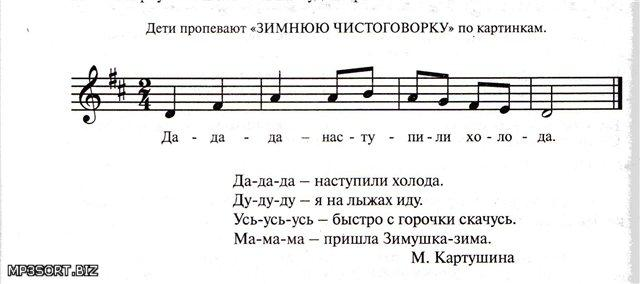 Дети пропевают «ЗИМНЮЮ ЧИСТОГОВОРКУ» по картинкам.
2
4
Да - да - да – нас - ту - пи - ли хо - ло - да.
Да-да-да – наступили холода.
Ду-ду-ду – я на лыжах иду.
Усь-усь-усь – быстро с горочки скачусь.
Ма-ма-ма – пришла Зимушка-зима.
М. Картушина
MP3SORT.BIZ